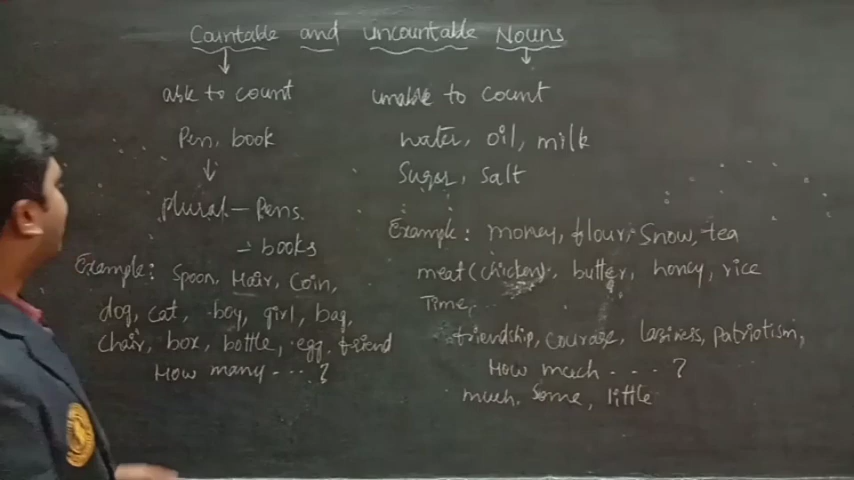 Countable and uncountable Nouns
able to count
Pen, book
plural - Pens.
- books
Example: Spoon, Hair, Coin,
dog, cat, boy, girl, bag,
chair, box, bottle, egg, friend
How many ....?
unable to count
water, oil, milk
Sugar, salt
Example: money, flour, Snow, tea
meat (chicken), butter, honey, rice
Time,
friendship, courage, laziness, patriotism,
How much ....?
much, Some, little